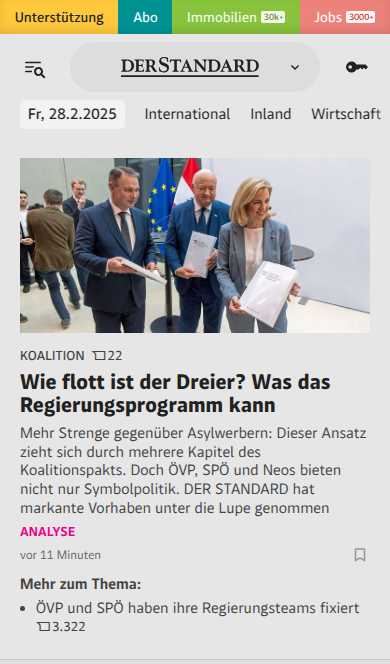 Unterstützung Abo Immobilien 30k+ Jobs 3000+
DERSTANDARD
Fr, 28.2.2025 International Inland Wirtschaft
KOALITION 22
Wie flott ist der Dreier? Was das
Regierungsprogramm kann
Mehr Strenge gegenüber Asylwerbern: Dieser Ansatz
zieht sich durch mehrere Kapitel des
Koalitionspakts. Doch ÖVP, SPÖ und Neos bieten
nicht nur Symbolpolitik. DER STANDARD hat
markante Vorhaben unter die Lupe genommen
ANALYSE
vor 11 Minuten
Mehr zum Thema:
• ÖVP und SPÖ haben ihre Regierungsteams fixiert
3.322